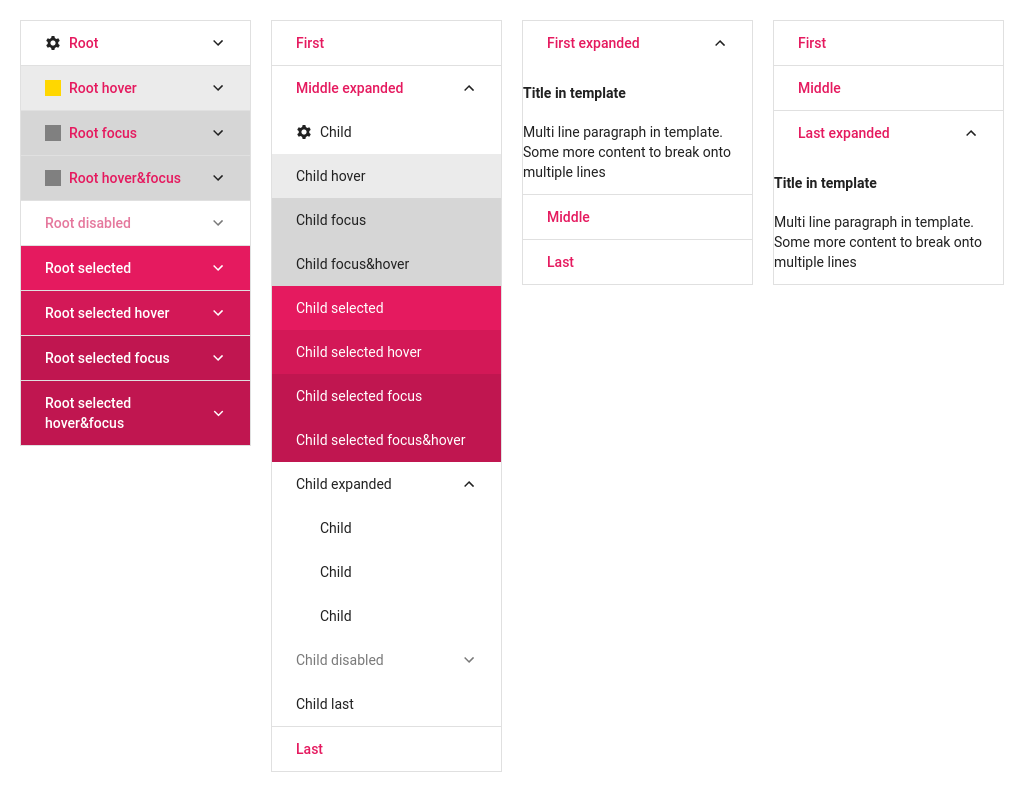 Root
Root hover
Root focus
Root hover&focus
Root disabled
Root selected
Root selected hover
Root selected focus
Root selected
hover&focus
First
Middle expanded
Child
Child hover
Child focus
Child focus&hover
Child selected
Child selected hover
Child selected focus
Child selected focus&hover
Child expanded
Child
Child
Child
Child disabled
Child last
Last
First expanded
Title in template
Multi line paragraph in template.
Some more content to break onto
multiple lines
Middle
Last
First
Middle
Last expanded
Title in template
Multi line paragraph in template.
Some more content to break onto
multiple lines